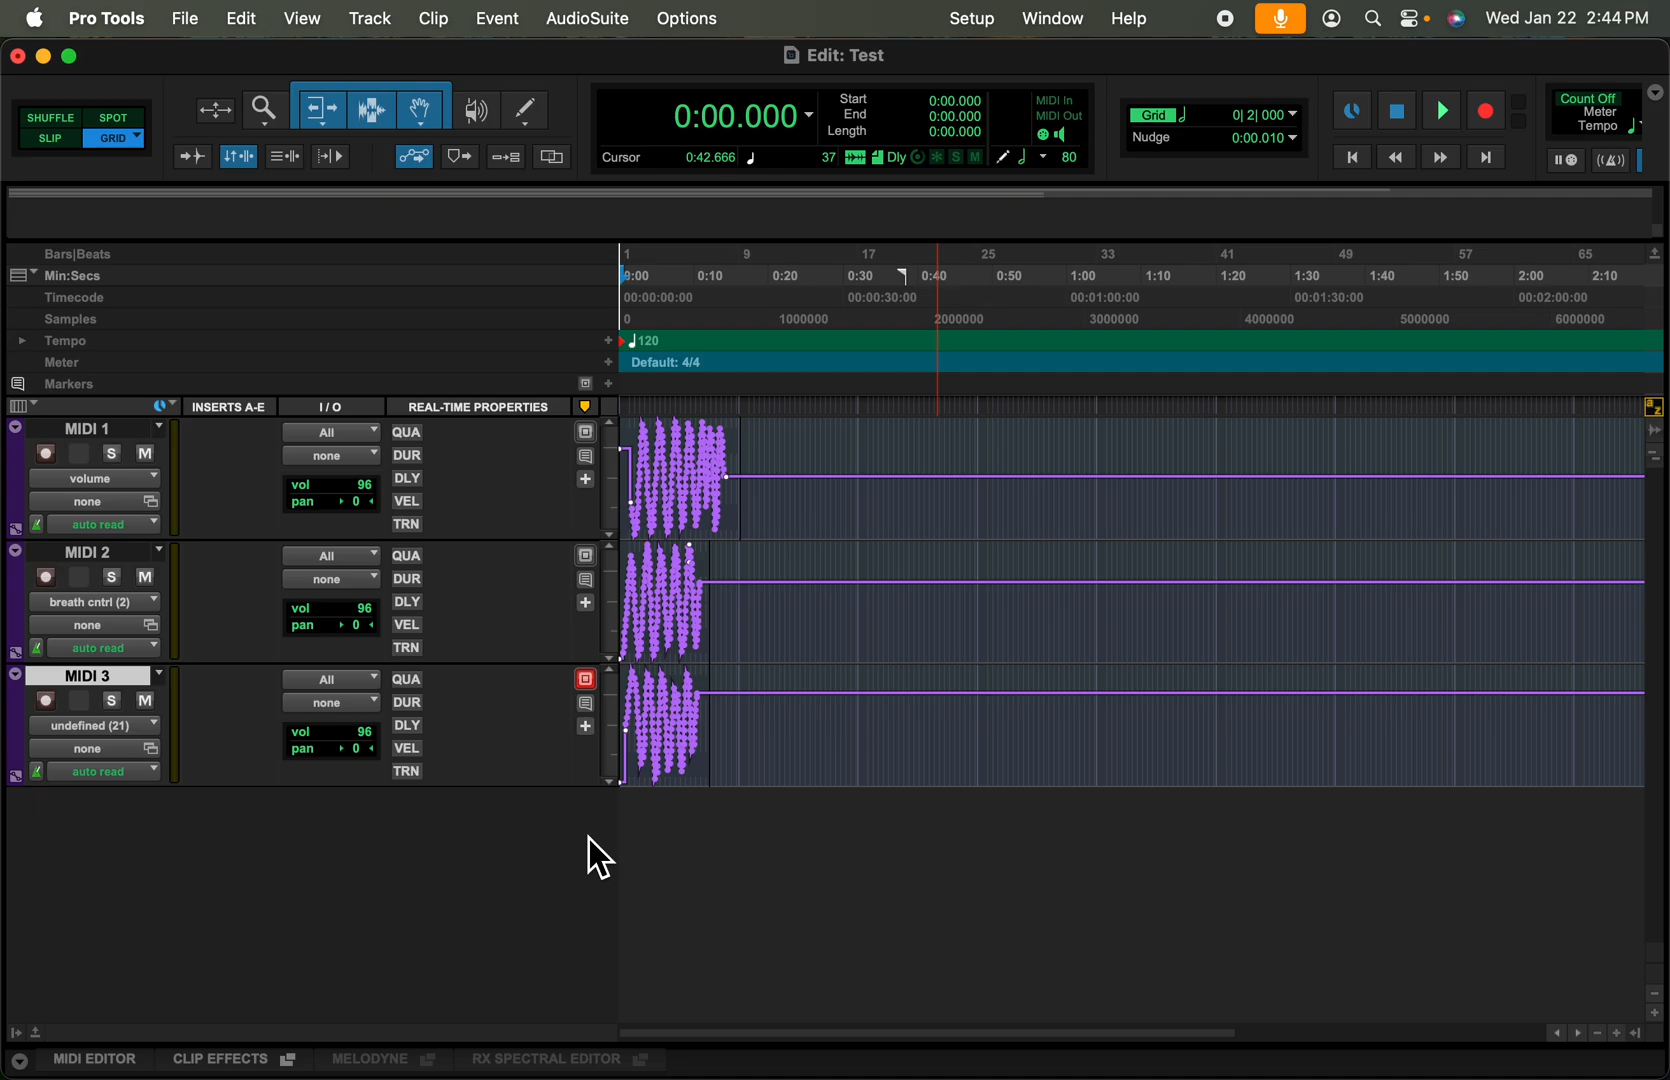 Pro Tools File Edit View Track Clip Event AudioSuite Options Setup Window Help Wed Jan 22 2:44 PM
Edit: Test
SHUFFLE SPOT
SLIP GRID
0:00.000
Start 0:00.000
End 0:00.000
Length 0:00.000
Cursor 0:42.666 37 Dly S M 80
MIDI In
MIDI Out
Grid 0| 2| 000
Nudge 0:00.010
Count Off
Meter
Tempo
Bars|Beats 1 9 17 25 33 41 49 57 65
Min:Secs 0:00 0:10 0:20 0:30 0:40 0:50 1:00 1:10 1:20 1:30 1:40 1:50 2:00 2:10
Timecode 00:00:00:00 00:00:30:00 00:01:00:00 00:01:30:00 00:02:00:00
Samples 0 1000000 2000000 3000000 4000000 5000000 6000000
Tempo + 120
Meter + Default: 4/4
Markers +
INSERTS A-E I / O REAL-TIME PROPERTIES
a z
MIDI 1 All QUA
S M none DUR
volume vol 96 DLY
none pan 0 VEL
auto read TRN
MIDI 2 All QUA
S M none DUR
breath cntrl (2) vol 96 DLY
none pan 0 VEL
auto read TRN
MIDI 3 All QUA
S M none DUR
undefined (21) vol 96 DLY
none pan 0 VEL
auto read TRN
MIDI EDITOR CLIP EFFECTS MELODYNE RX SPECTRAL EDITOR